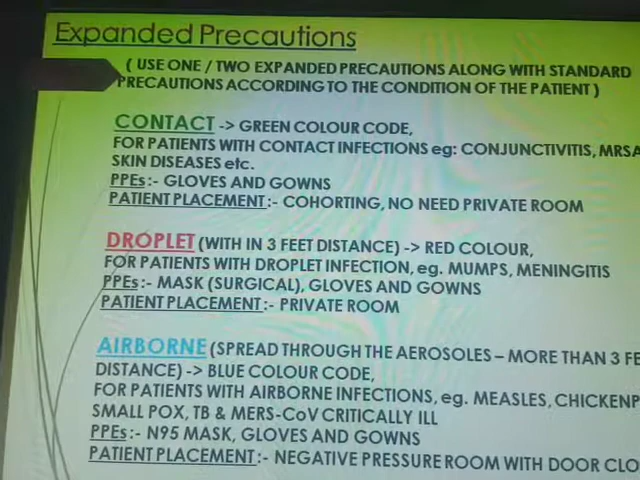 Expanded Precautions
( USE ONE / TWO EXPANDED PRECAUTIONS ALONG WITH STANDARD
PRECAUTIONS ACCORDING TO THE CONDITION OF THE PATIENT )
CONTACT -> GREEN COLOUR CODE,
FOR PATIENTS WITH CONTACT INFECTIONS eg: CONJUNCTIVITIS, MRSA
SKIN DISEASES etc.
PPEs:- GLOVES AND GOWNS
PATIENT PLACEMENT:- COHORTING, NO NEED PRIVATE ROOM
DROPLET (WITH IN 3 FEET DISTANCE) -> RED COLOUR,
FOR PATIENTS WITH DROPLET INFECTION, eg. MUMPS, MENINGITIS
PPEs:- MASK (SURGICAL), GLOVES AND GOWNS
PATIENT PLACEMENT:- PRIVATE ROOM
AIRBORNE (SPREAD THROUGH THE AEROSOLES – MORE THAN 3 FE
DISTANCE) -> BLUE COLOUR CODE,
FOR PATIENTS WITH AIRBORNE INFECTIONS, eg. MEASLES, CHICKENP
SMALL POX, TB & MERS-CoV CRITICALLY ILL
PPEs:- N95 MASK, GLOVES AND GOWNS
PATIENT PLACEMENT:- NEGATIVE PRESSURE ROOM WITH DOOR CLO